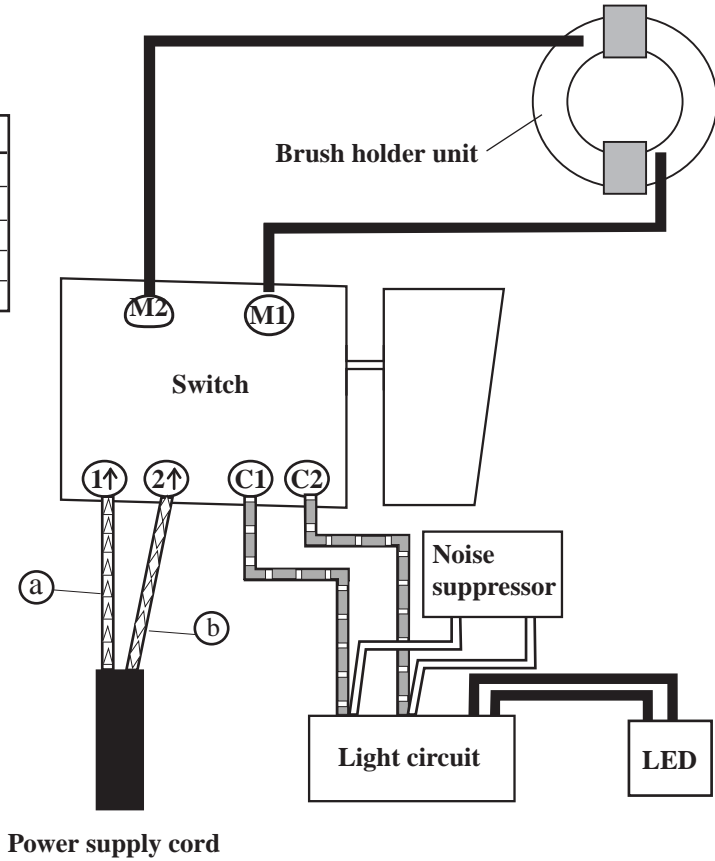 Brush holder unit
M2
M1
Switch
1↑
2↑
C1
C2
Noise
suppressor
a
b
Light circuit
LED
Power supply cord